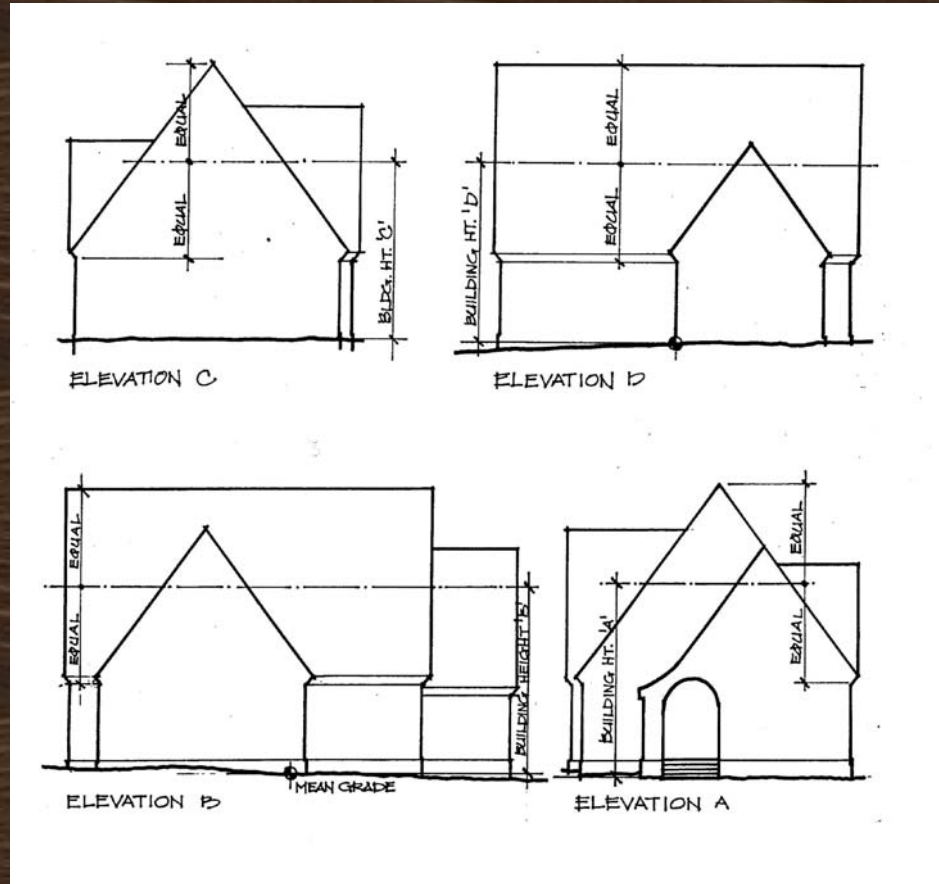 EQUAL
EQUAL
BLDG. HT. 'C'
ELEVATION C
EQUAL
EQUAL
BUILDING HT. 'D'
ELEVATION D
EQUAL
EQUAL
BUILDING HEIGHT 'B'
MEAN GRADE
ELEVATION B
EQUAL
EQUAL
BUILDING HT. 'A'
ELEVATION A